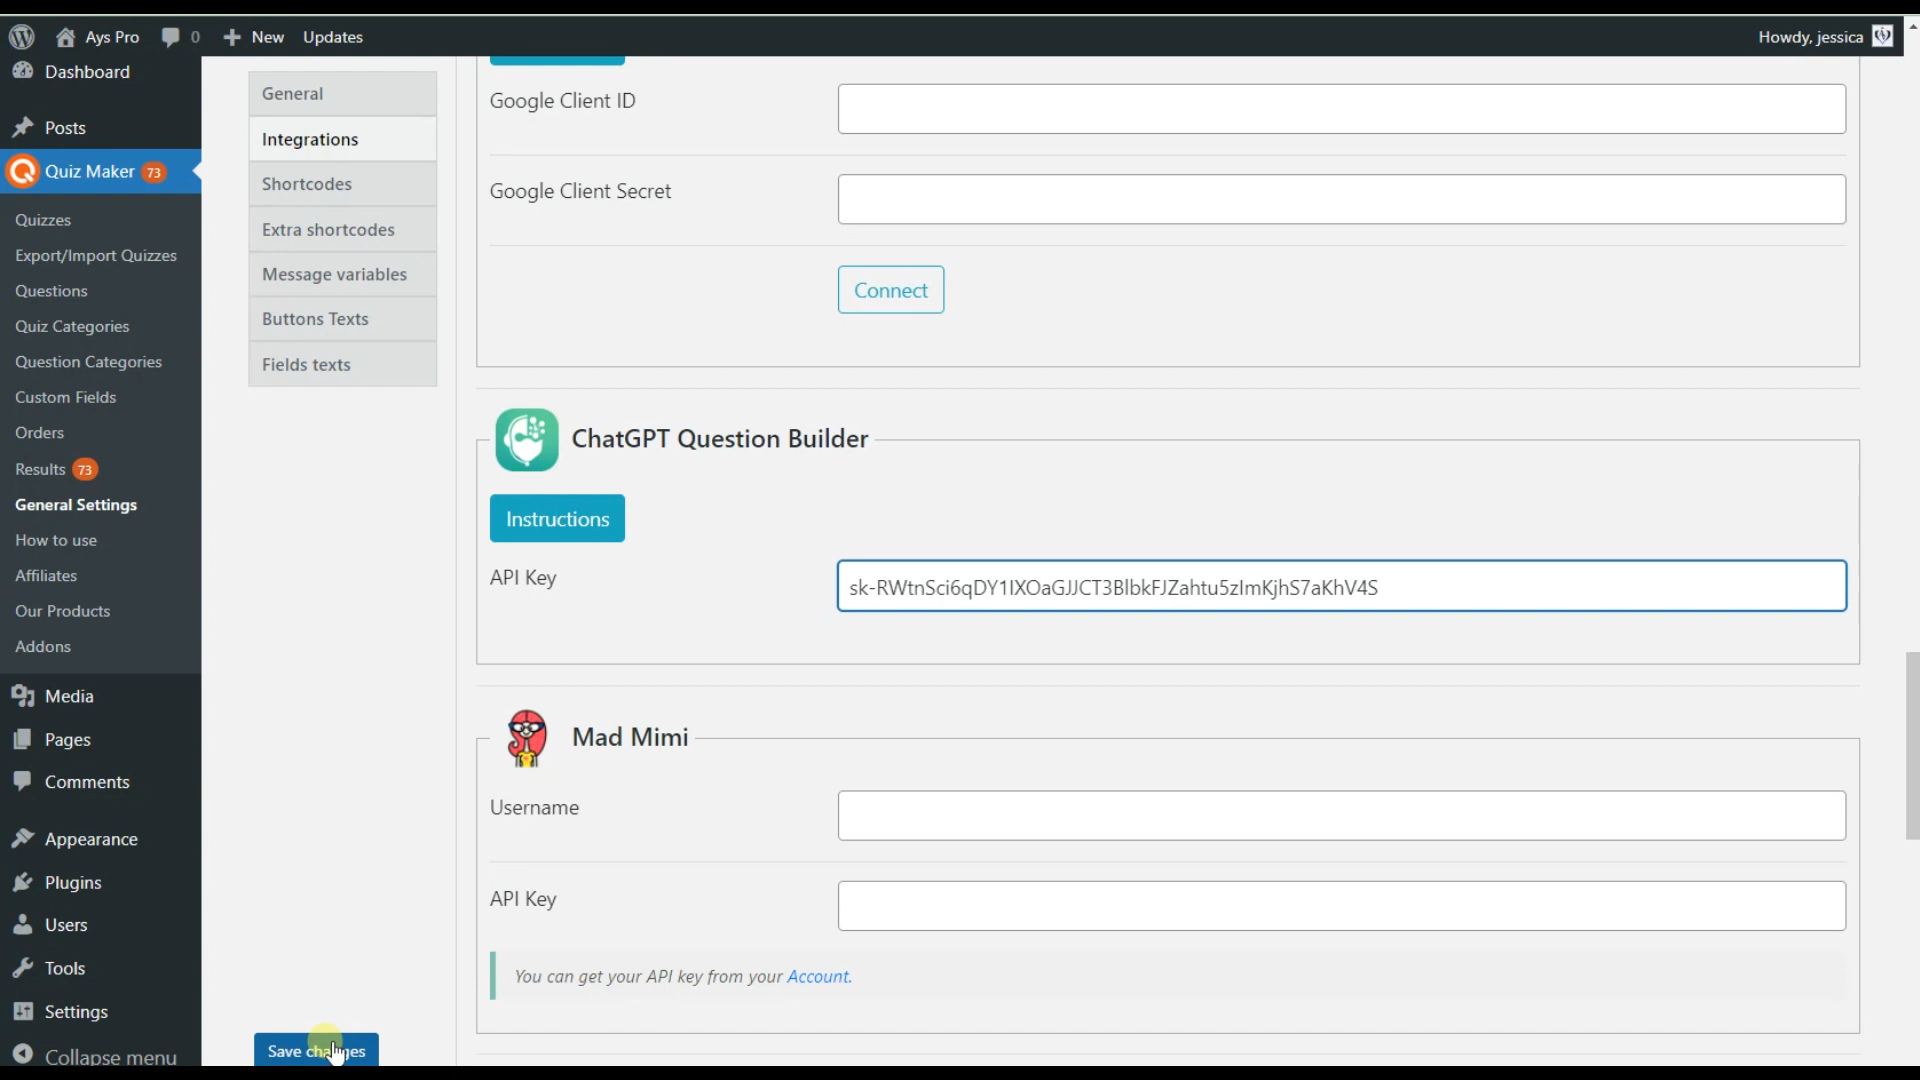 Ays Pro
0
New
Updates
Howdy, jessica
Dashboard
Posts
Quiz Maker 73
Quizzes
Export/Import Quizzes
Questions
Quiz Categories
Question Categories
Custom Fields
Orders
Results 73
General Settings
How to use
Affiliates
Our Products
Addons
Media
Pages
Comments
Appearance
Plugins
Users
Tools
Settings
Collapse menu
General
Integrations
Shortcodes
Extra shortcodes
Message variables
Buttons Texts
Fields texts
Save changes
Google Client ID
Google Client Secret
Connect
ChatGPT Question Builder
Instructions
API Key
Mad Mimi
Username
API Key
You can get your API key from your Account.